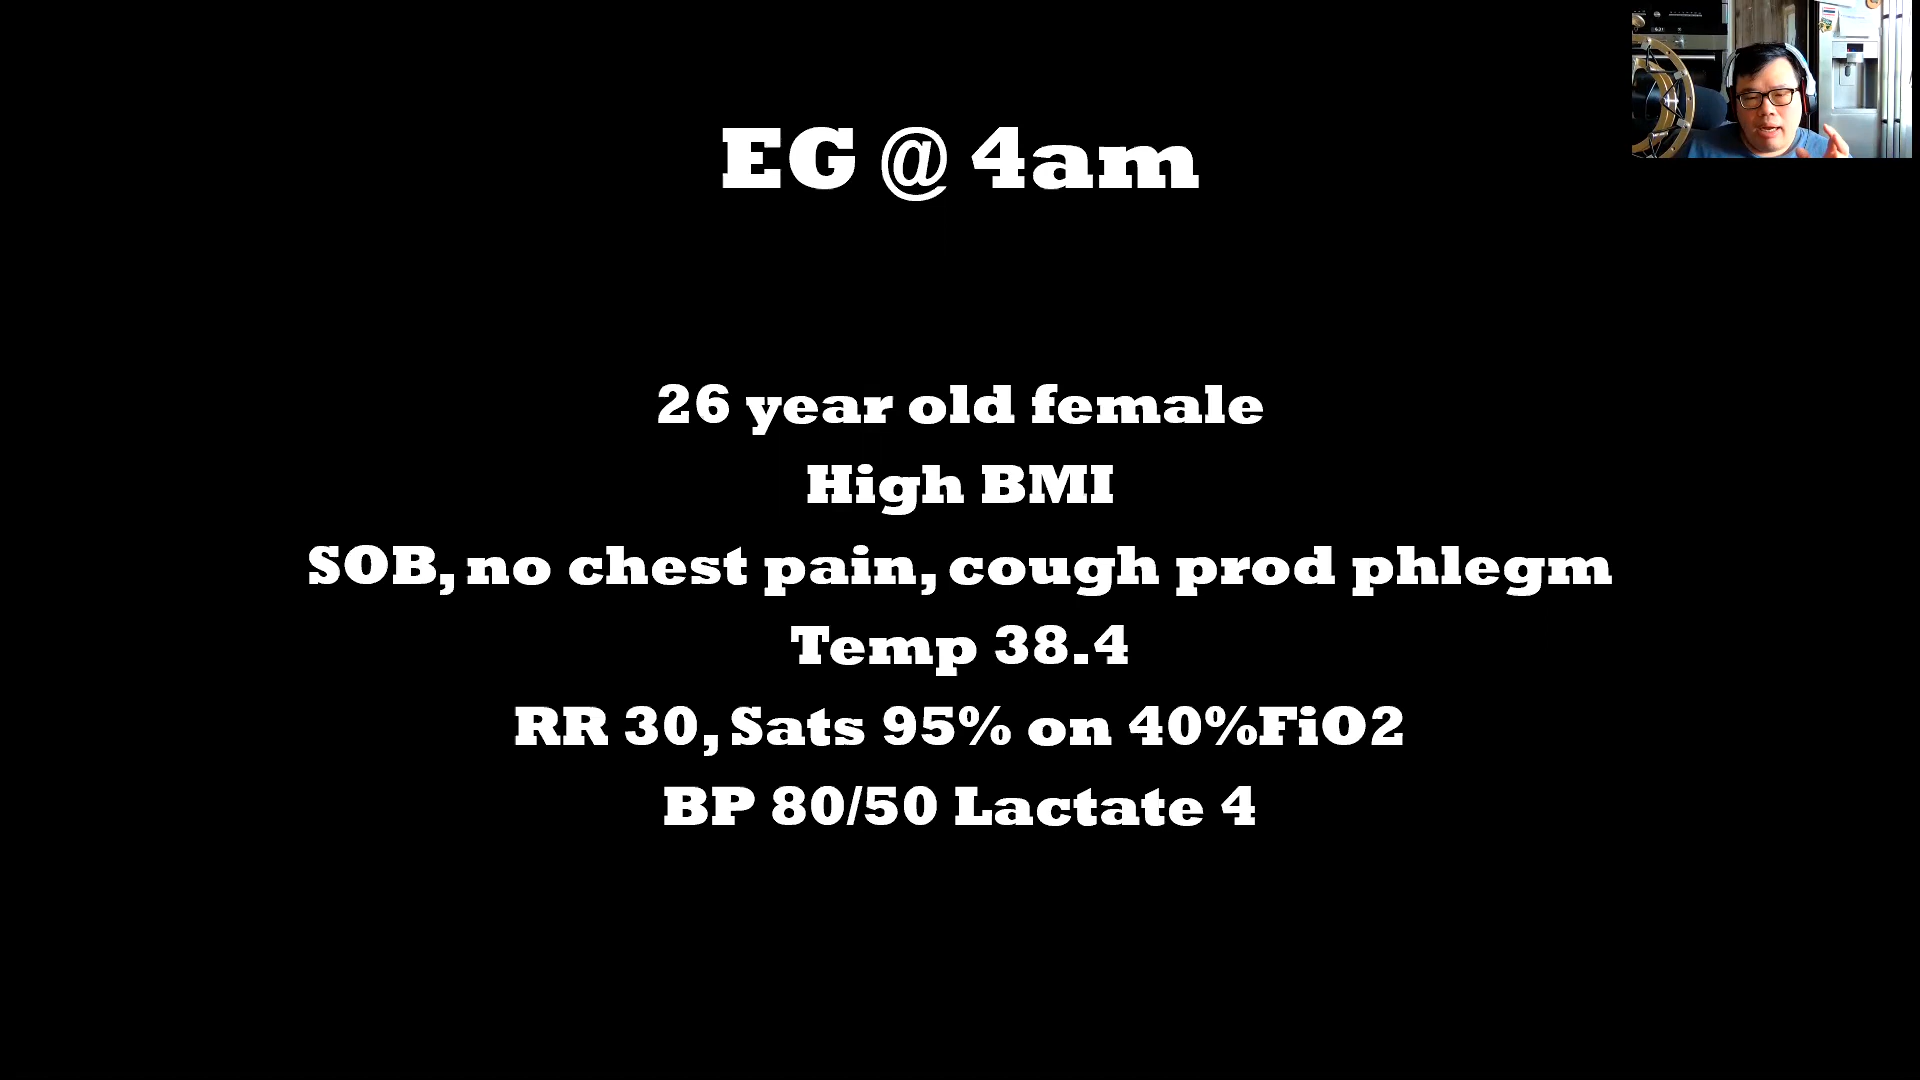 EG @ 4am
26 year old female
High BMI
SOB, no chest pain, cough prod phlegm
Temp 38.4
RR 30, Sats 95% on 40%FiO2
BP 80/50 Lactate 4